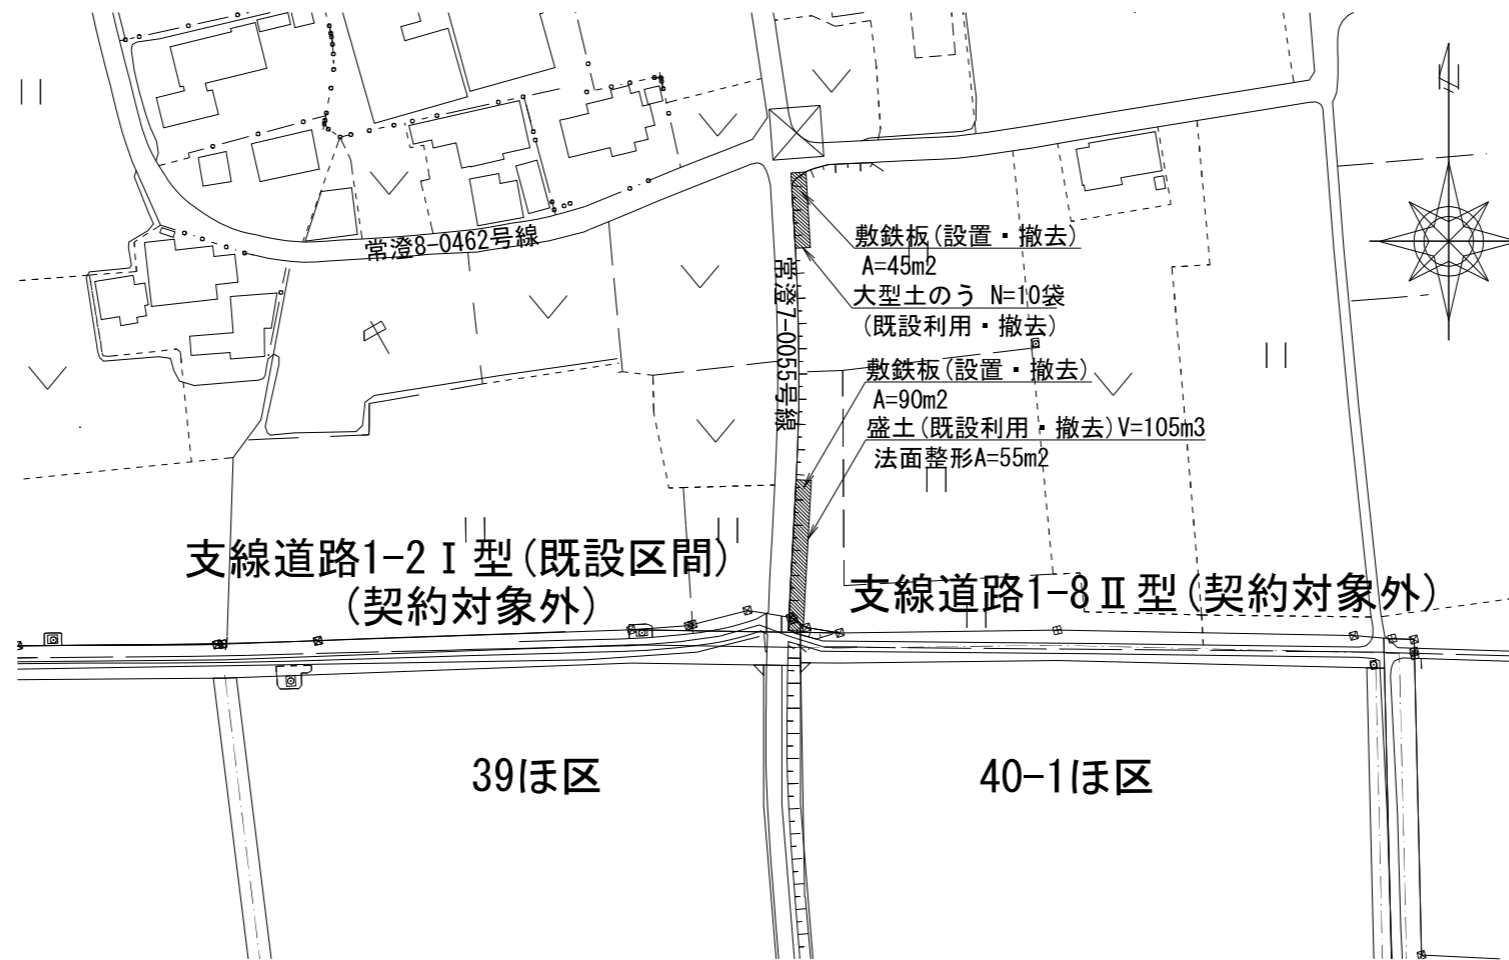 N
常澄8-0462号線
常澄7-0055号線
敷鉄板(設置・撤去)
A=45m2
大型土のう N=10袋
(既設利用・撤去)
敷鉄板(設置・撤去)
A=90m2
盛土(既設利用・撤去)V=105m3
法面整形A=55m2
支線道路1-2Ⅰ型(既設区間)
(契約対象外)
支線道路1-8Ⅱ型(契約対象外)
39ほ区
40-1ほ区